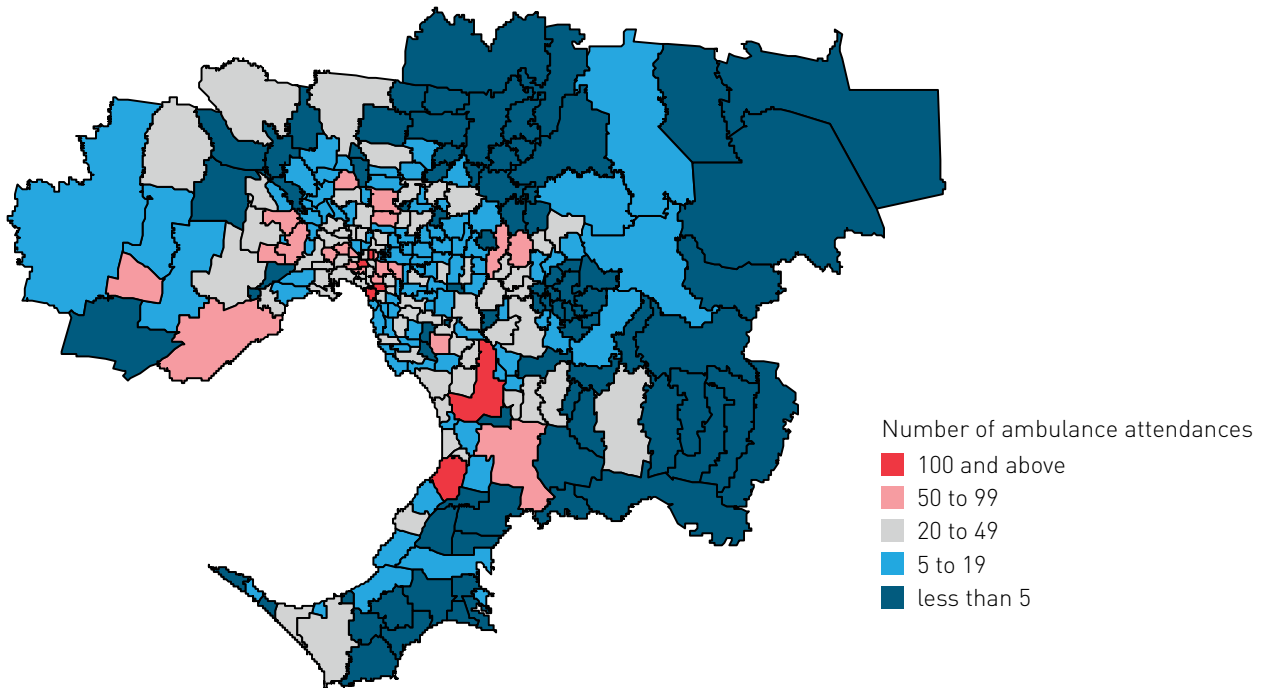 Number of ambulance attendances
100 and above
50 to 99
20 to 49
5 to 19
less than 5